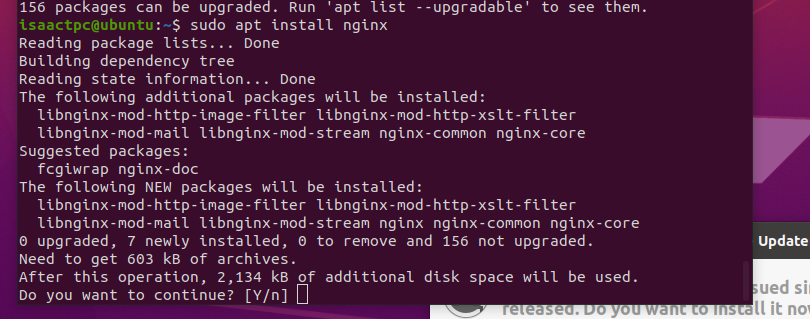 156 packages can be upgraded. Run 'apt list --upgradable' to see them.
isaactpc@ubuntu:~$ sudo apt install nginx
Reading package lists... Done
Building dependency tree
Reading state information... Done
The following additional packages will be installed:
  libnginx-mod-http-image-filter libnginx-mod-http-xslt-filter
  libnginx-mod-mail libnginx-mod-stream nginx-common nginx-core
Suggested packages:
  fcgiwrap nginx-doc
The following NEW packages will be installed:
  libnginx-mod-http-image-filter libnginx-mod-http-xslt-filter
  libnginx-mod-mail libnginx-mod-stream nginx nginx-common nginx-core
0 upgraded, 7 newly installed, 0 to remove and 156 not upgraded.
Need to get 603 kB of archives.
After this operation, 2,134 kB of additional disk space will be used.
Do you want to continue? [Y/n]
Update
released. Do you want to install it now